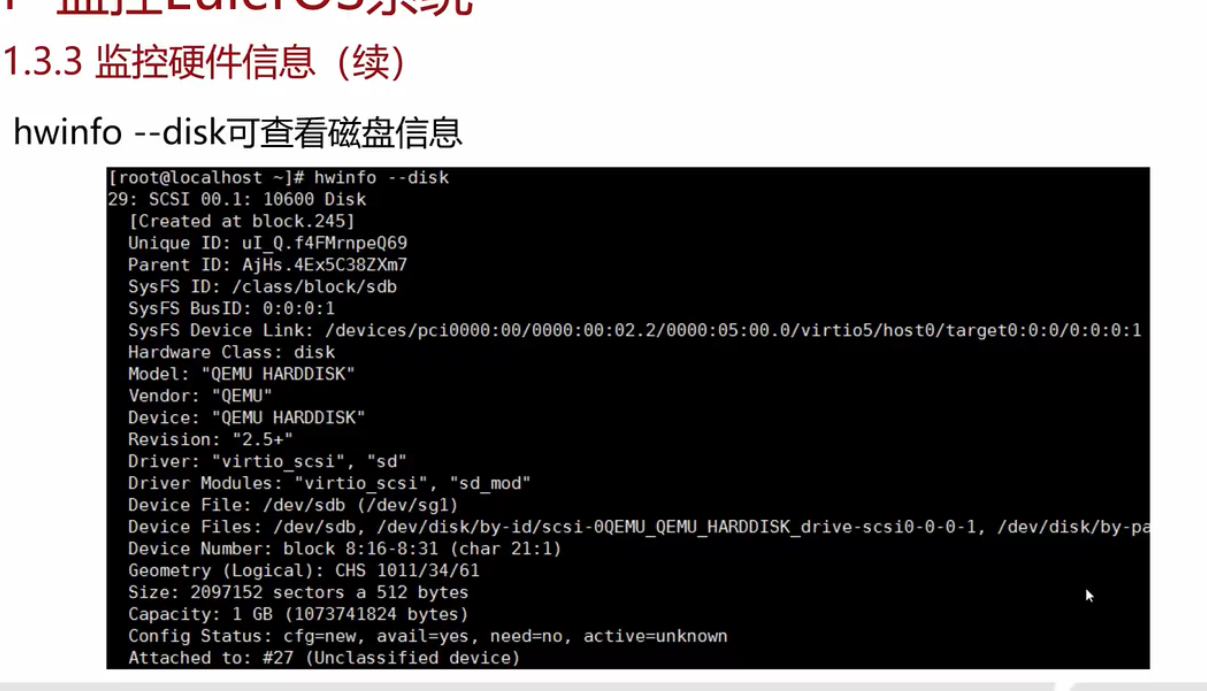 监控EulerOS系统
1.3.3 监控硬件信息（续）
hwinfo --disk可查看磁盘信息
[root@localhost ~]# hwinfo --disk
29: SCSI 00.1: 10600 Disk
[Created at block.245]
Unique ID: uI_Q.f4FMrnpeQ69
Parent ID: AjHs.4Ex5C38ZXm7
SysFS ID: /class/block/sdb
SysFS BusID: 0:0:0:1
SysFS Device Link: /devices/pci0000:00/0000:00:02.2/0000:05:00.0/virtio5/host0/target0:0:0/0:0:0:1
Hardware Class: disk
Model: "QEMU HARDDISK"
Vendor: "QEMU"
Device: "QEMU HARDDISK"
Revision: "2.5+"
Driver: "virtio_scsi", "sd"
Driver Modules: "virtio_scsi", "sd_mod"
Device File: /dev/sdb (/dev/sg1)
Device Files: /dev/sdb, /dev/disk/by-id/scsi-0QEMU_QEMU_HARDDISK_drive-scsi0-0-0-1, /dev/disk/by-pa
Device Number: block 8:16-8:31 (char 21:1)
Geometry (Logical): CHS 1011/34/61
Size: 2097152 sectors a 512 bytes
Capacity: 1 GB (1073741824 bytes)
Config Status: cfg=new, avail=yes, need=no, active=unknown
Attached to: #27 (Unclassified device)